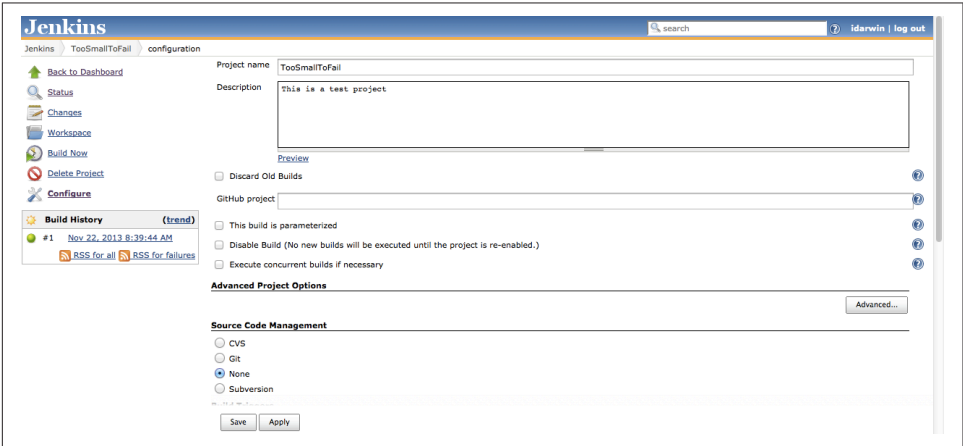 Jenkins
search
idarwin | log out
Jenkins TooSmallToFail configuration
Back to Dashboard
Status
Changes
Workspace
Build Now
Delete Project
Configure
Build History (trend)
#1 Nov 22, 2013 8:39:44 AM
RSS for all RSS for failures
Project name TooSmallToFail
Description This is a test project
Preview
Discard Old Builds
GitHub project
This build is parameterized
Disable Build (No new builds will be executed until the project is re-enabled.)
Execute concurrent builds if necessary
Advanced Project Options
Advanced...
Source Code Management
CVS
Git
None
Subversion
Save Apply